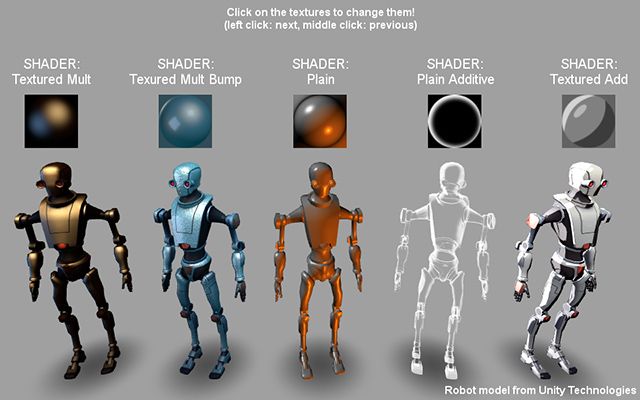 Click on the textures to change them!
(left click: next, middle click: previous)
SHADER:
Textured Mult
SHADER:
Texured Mult Bump
SHADER:
Plain
SHADER:
Plain Additive
SHADER:
Textured Add
Robot model from Unity Technologies